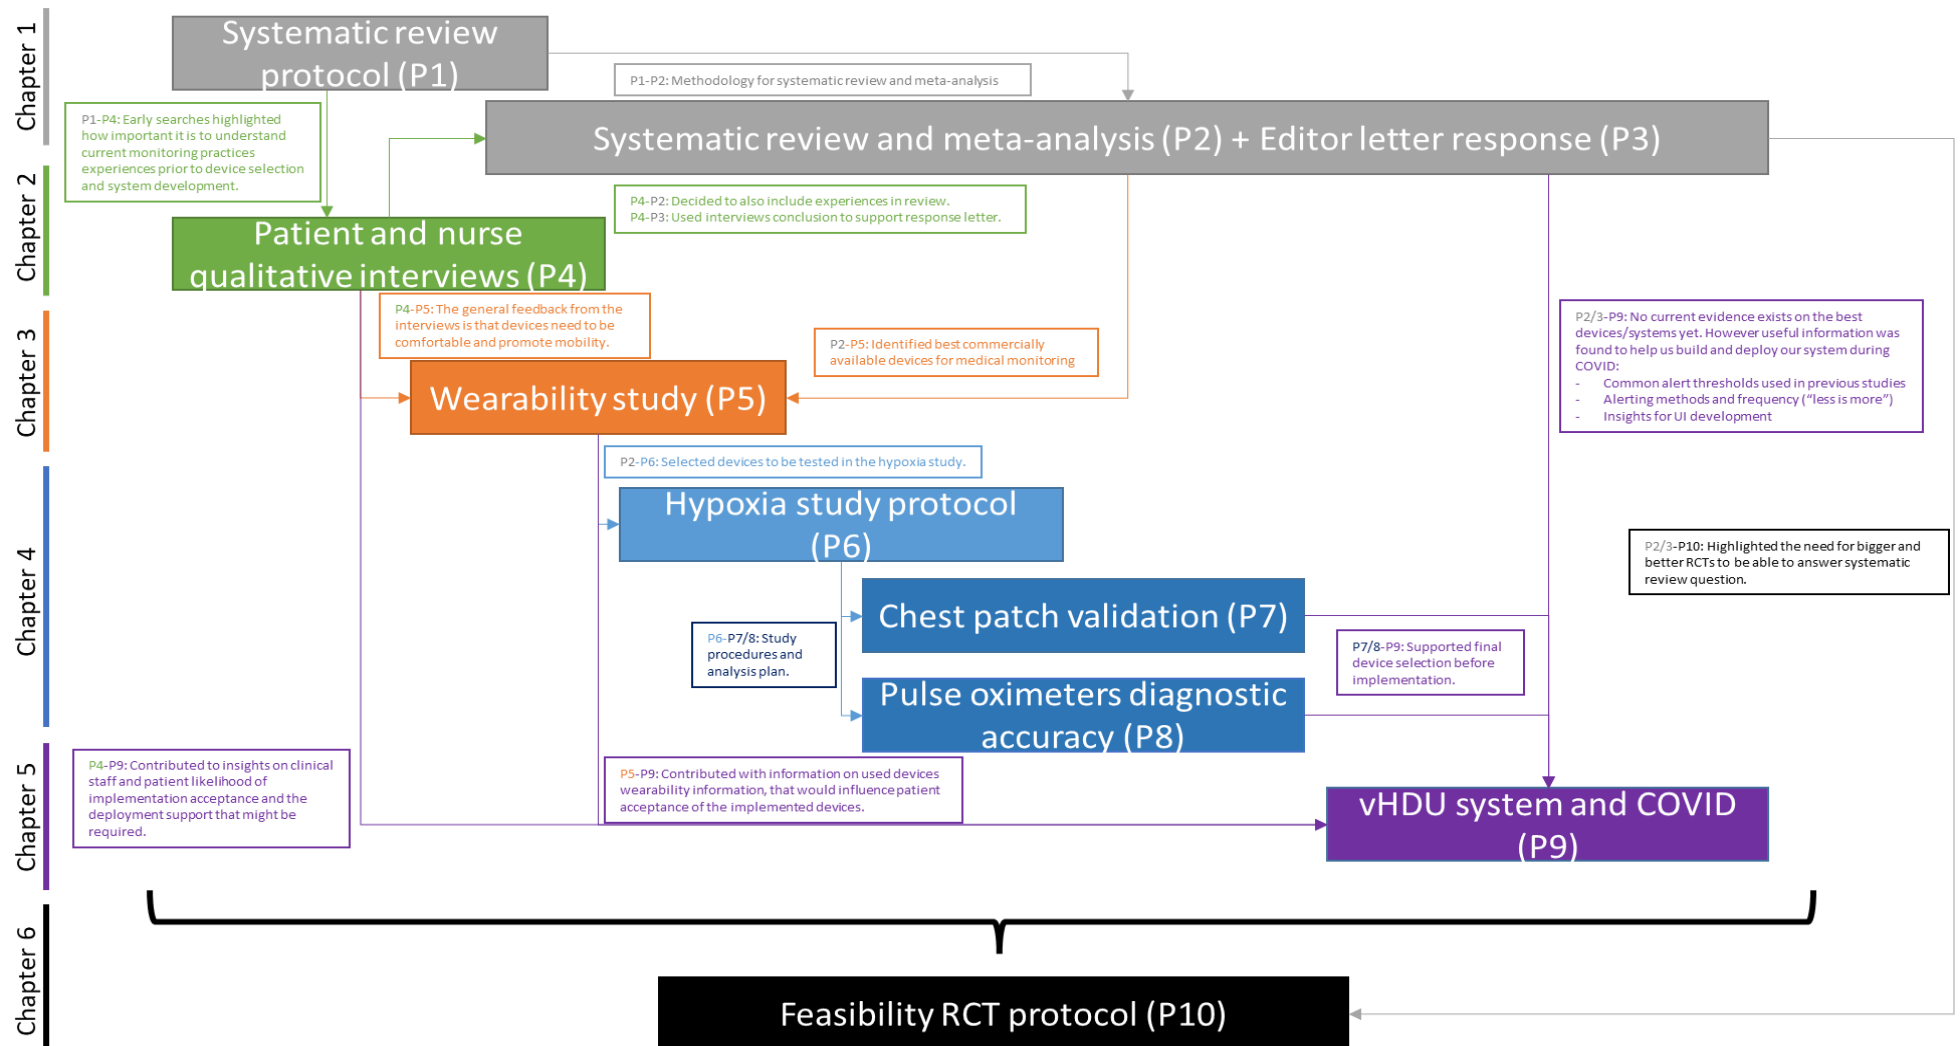 Chapter 1
Systematic review
protocol (P1)
P1-P2: Methodology for systematic review and meta-analysis
P1-P4: Early searches highlighted
how important it is to understand
current monitoring practices
experiences prior to device selection
and system development.
Systematic review and meta-analysis (P2) + Editor letter response (P3)
Chapter 2
P4-P2: Decided to also include experiences in review.
P4-P3: Used interviews conclusion to support response letter.
Patient and nurse
qualitative interviews (P4)
Chapter 3
P4-P5: The general feedback from the
interviews is that devices need to be
comfortable and promote mobility.
P2-P5: Identified best commercially
available devices for medical monitoring
P2/3-P9: No current evidence exists on the best
devices/systems yet. However useful information was
found to help us build and deploy our system during
COVID:
- Common alert thresholds used in previous studies
- Alerting methods and frequency (“less is more”)
- Insights for UI development
Wearability study (P5)
Chapter 4
P2-P6: Selected devices to be tested in the hypoxia study.
Hypoxia study protocol
(P6)
P2/3-P10: Highlighted the need for bigger and
better RCTs to be able to answer systematic
review question.
Chest patch validation (P7)
P6-P7/8: Study
procedures and
analysis plan.
P7/8-P9: Supported final
device selection before
implementation.
Pulse oximeters diagnostic
accuracy (P8)
Chapter 5
P4-P9: Contributed to insights on clinical
staff and patient likelihood of
implementation acceptance and the
deployment support that might be
required.
P5-P9: Contributed with information on used devices
wearability information, that would influence patient
acceptance of the implemented devices.
vHDU system and COVID
(P9)
Chapter 6
Feasibility RCT protocol (P10)